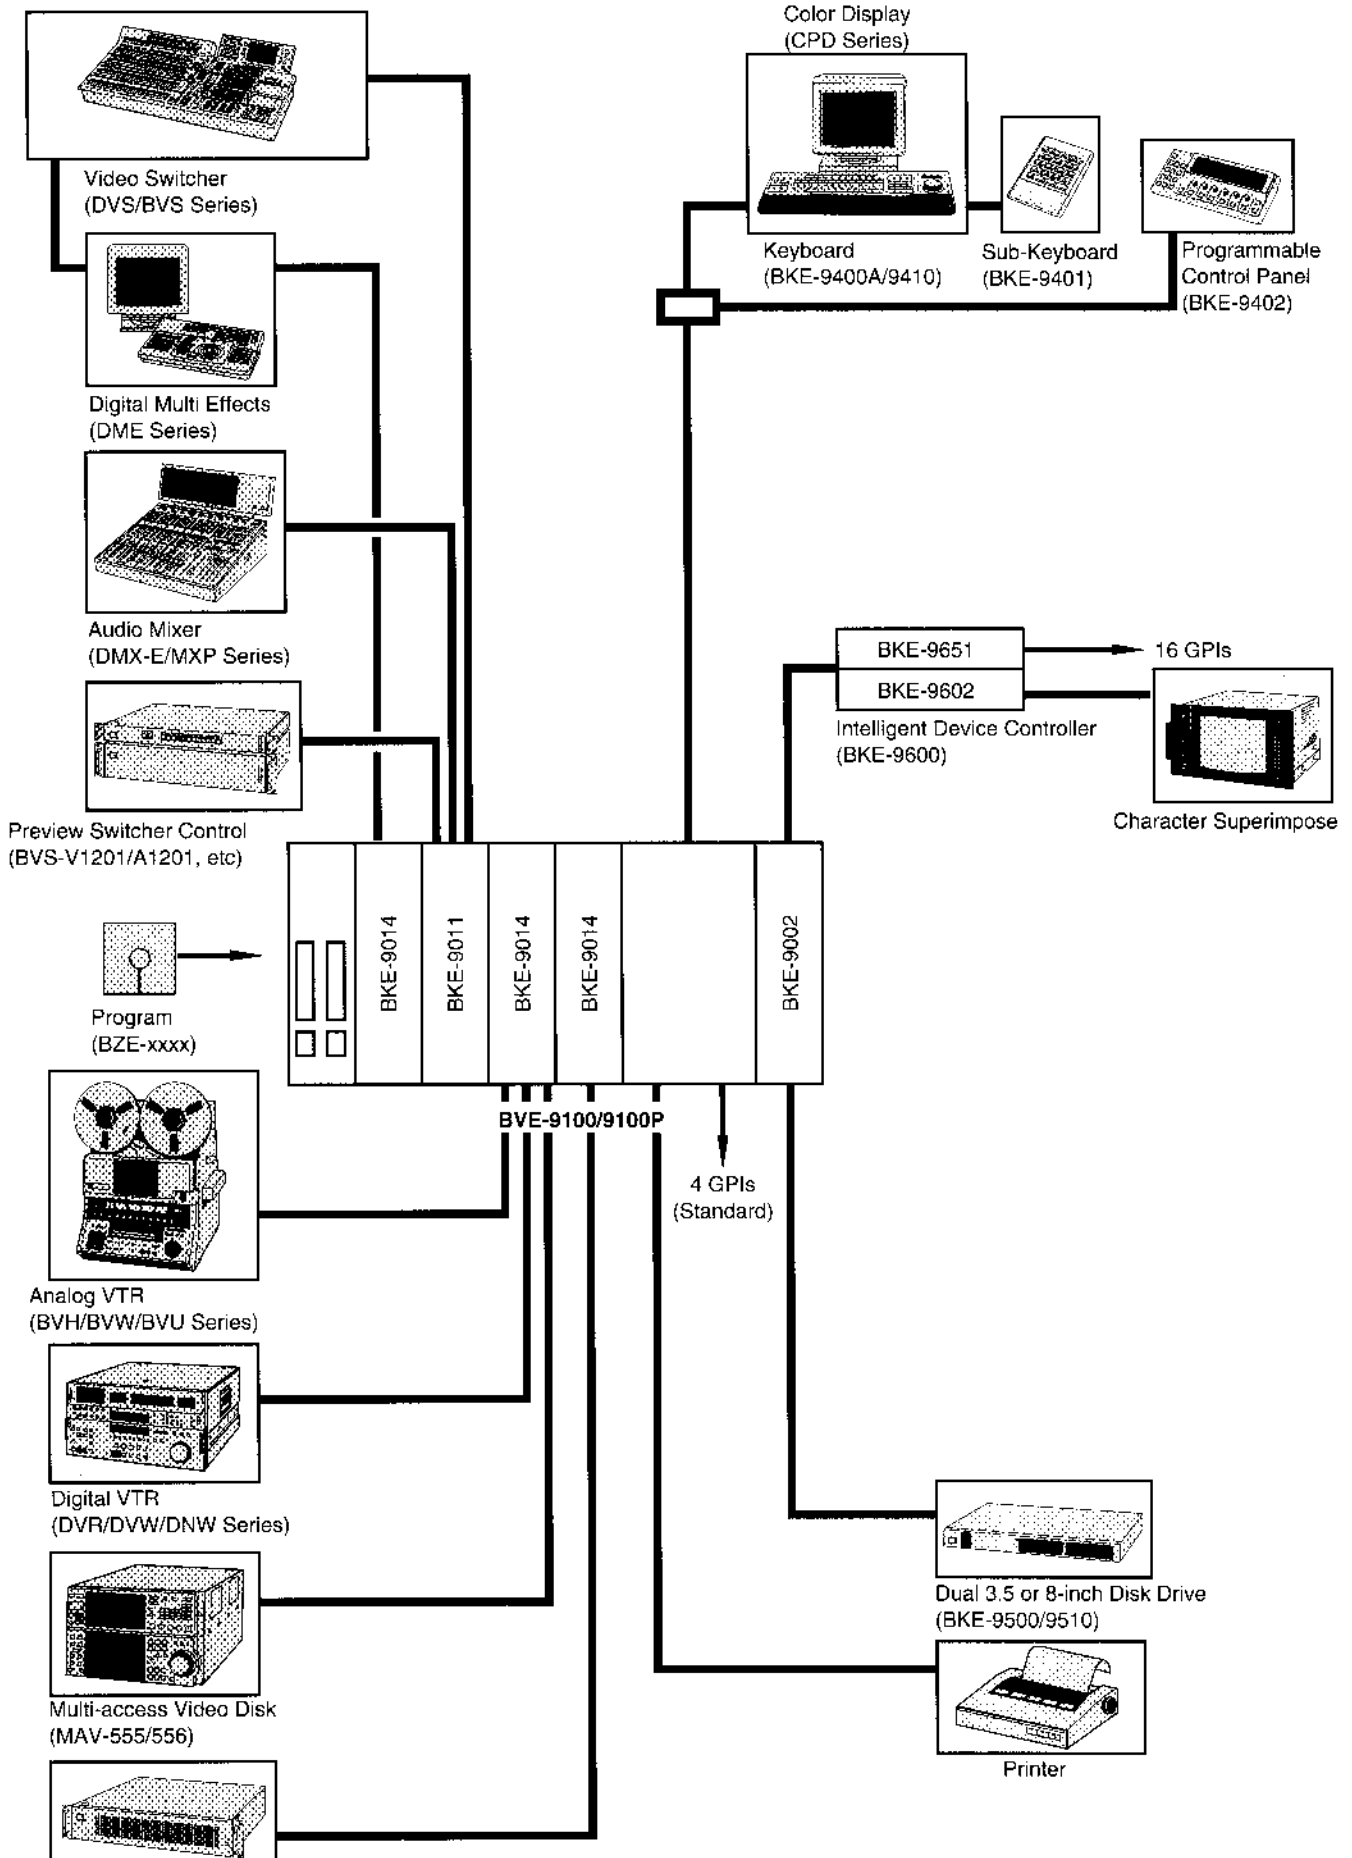 Color Display
(CPD Series)
Video Switcher
(DVS/BVS Series)
Keyboard
(BKE-9400A/9410)
Sub-Keyboard
(BKE-9401)
Programmable
Control Panel
(BKE-9402)
Digital Multi Effects
(DME Series)
Audio Mixer
(DMX-E/MXP Series)
BKE-9651
16 GPIs
BKE-9602
Intelligent Device Controller
(BKE-9600)
Character Superimpose
Preview Switcher Control
(BVS-V1201/A1201, etc)
BKE-9014
BKE-9011
BKE-9014
BKE-9014
BKE-9002
Program
(BZE-xxxx)
BVE-9100/9100P
4 GPIs
(Standard)
Analog VTR
(BVH/BVW/BVU Series)
Digital VTR
(DVR/DVW/DNW Series)
Dual 3.5 or 8-inch Disk Drive
(BKE-9500/9510)
Multi-access Video Disk
(MAV-555/556)
Printer